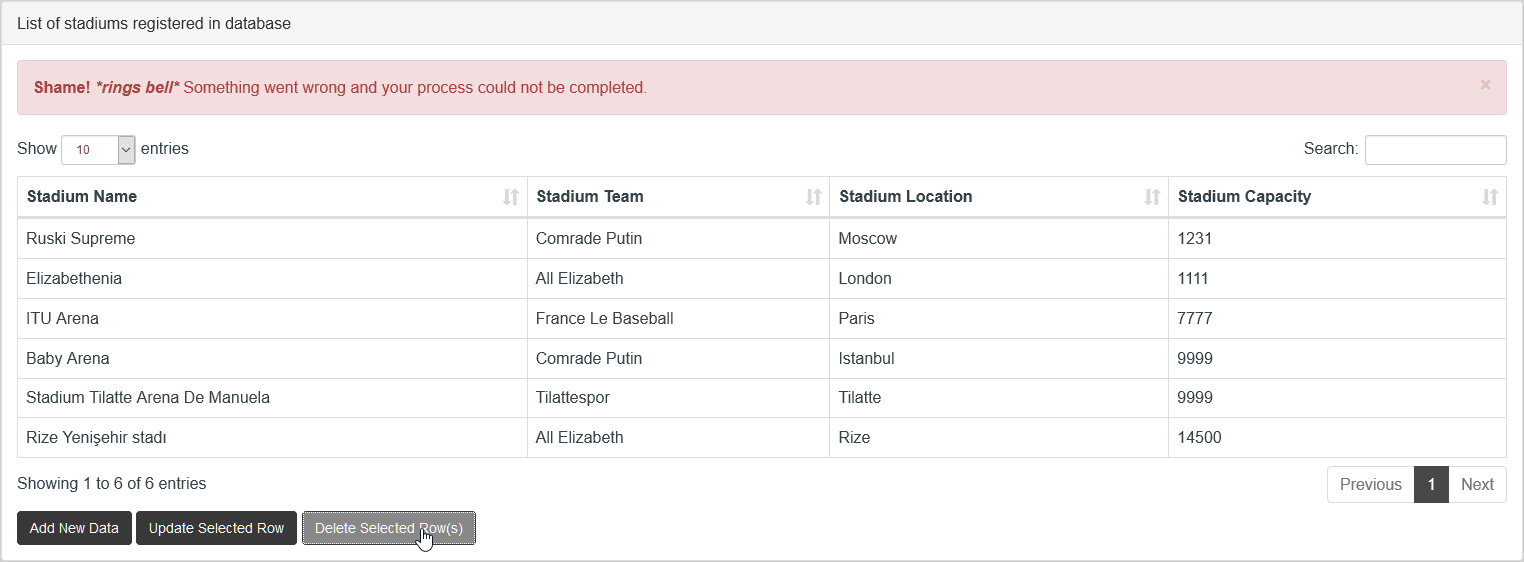 List of stadiums registered in database
Shame! *rings bell* Something went wrong and your process could not be completed. ×
Show 10 entries Search:
Stadium Name Stadium Team Stadium Location Stadium Capacity
Ruski Supreme Comrade Putin Moscow 1231
Elizabethenia All Elizabeth London 1111
ITU Arena France Le Baseball Paris 7777
Baby Arena Comrade Putin Istanbul 9999
Stadium Tilatte Arena De Manuela Tilattespor Tilatte 9999
Rize Yenişehir stadı All Elizabeth Rize 14500
Showing 1 to 6 of 6 entries Previous 1 Next
Add New Data Update Selected Row Delete Selected Row(s)